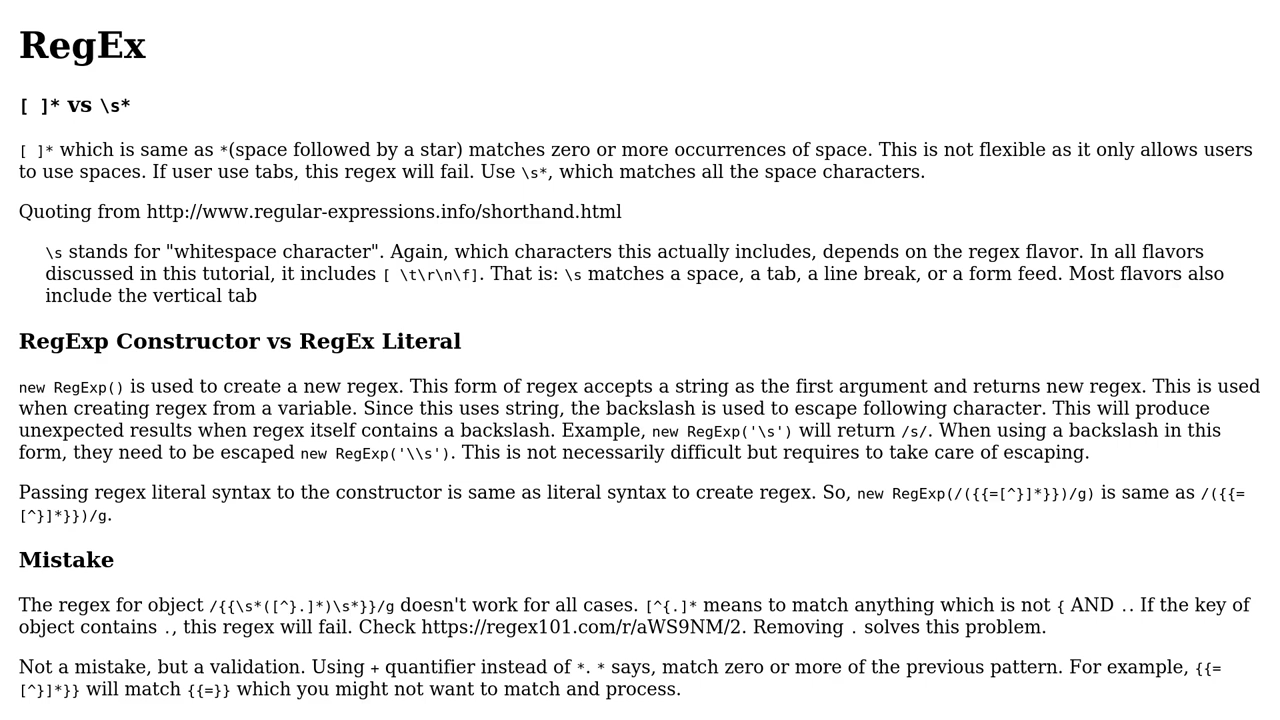 RegEx
[ ]* vs \s*
[ ]* which is same as *(space followed by a star) matches zero or more occurrences of space. This is not flexible as it only allows users
to use spaces. If user use tabs, this regex will fail. Use \s*, which matches all the space characters.
Quoting from http://www.regular-expressions.info/shorthand.html
\s stands for "whitespace character". Again, which characters this actually includes, depends on the regex flavor. In all flavors
discussed in this tutorial, it includes [ \t\r\n\f]. That is: \s matches a space, a tab, a line break, or a form feed. Most flavors also
include the vertical tab
RegExp Constructor vs RegEx Literal
new RegExp() is used to create a new regex. This form of regex accepts a string as the first argument and returns new regex. This is used
when creating regex from a variable. Since this uses string, the backslash is used to escape following character. This will produce
unexpected results when regex itself contains a backslash. Example, new RegExp('\s') will return /s/. When using a backslash in this
form, they need to be escaped new RegExp('\\s'). This is not necessarily difficult but requires to take care of escaping.
Passing regex literal syntax to the constructor is same as literal syntax to create regex. So, new RegExp(/({{=[^}]*}})/g) is same as /({{=
[^}]*}})/g.
Mistake
The regex for object /{{\s*([^}.]*)\s*}}/g doesn't work for all cases. [^{.]* means to match anything which is not { AND .. If the key of
object contains ., this regex will fail. Check https://regex101.com/r/aWS9NM/2. Removing . solves this problem.
Not a mistake, but a validation. Using + quantifier instead of *. * says, match zero or more of the previous pattern. For example, {{=
[^}]*}} will match {{=}} which you might not want to match and process.